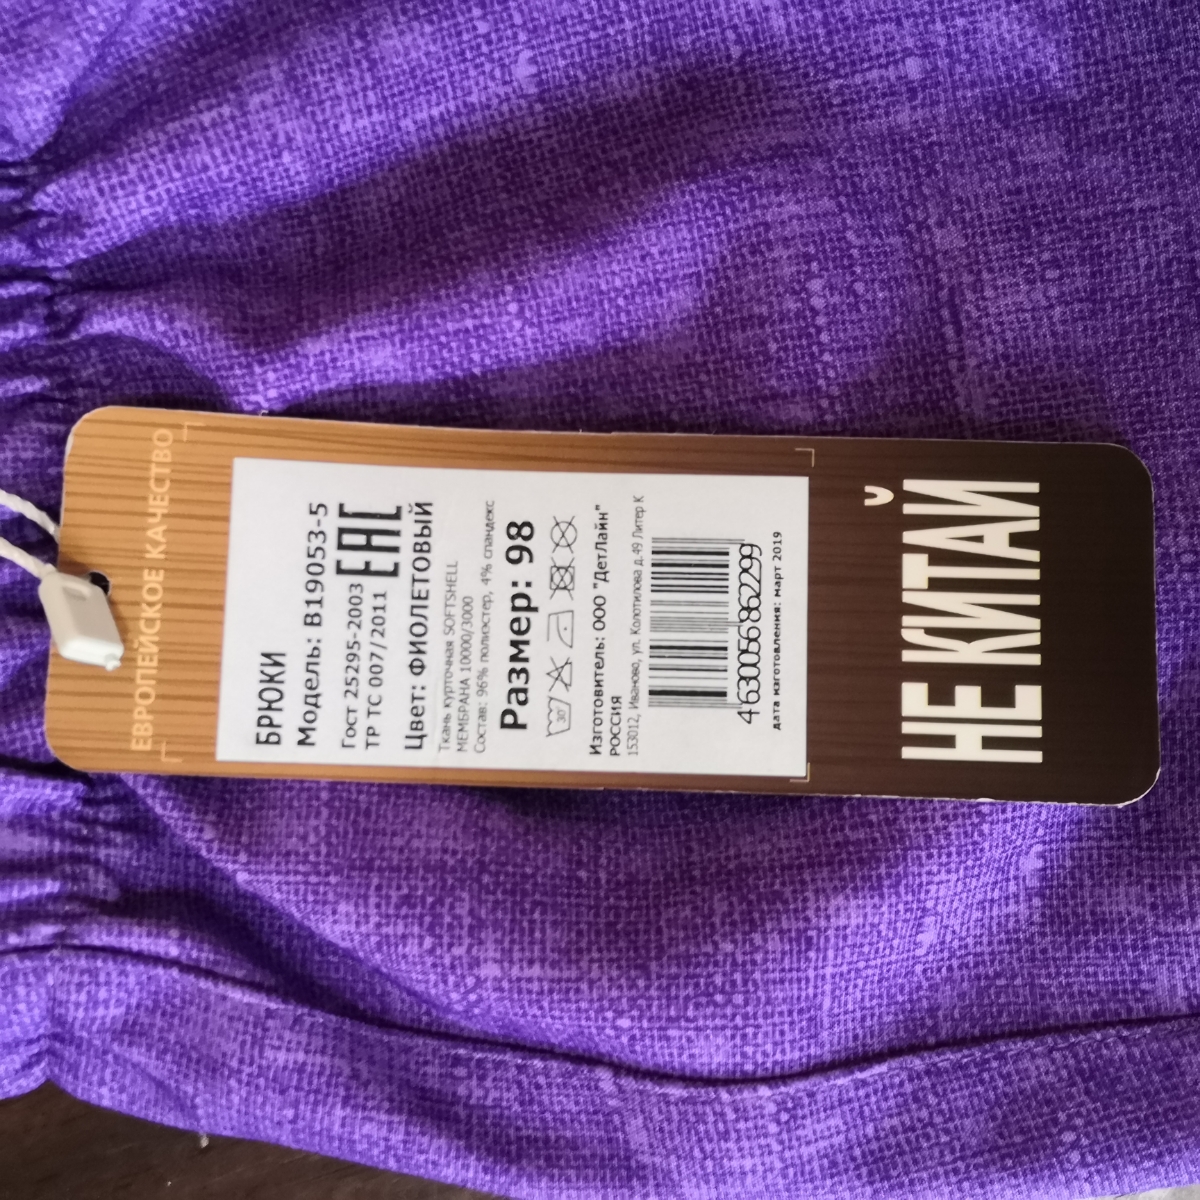 ЕВРОПЕЙСКОЕ КАЧЕСТВО
БРЮКИ
Модель: В19053-5
Гост 25295-2003
ТР ТС 007/2011
ЕАС
Цвет: ФИОЛЕТОВЫЙ
Ткань курточная SOFTSHELL
МЕМБРАНА 10000/3000
Состав: 96% полиэстер, 4% спандекс
Размер: 98
30°
Изготовитель: ООО "ДетЛайн"
РОССИЯ
153012, Иваново, ул. Колотилова д.49 Литер К
4630056862299
дата изготовления: март 2019
НЕ КИТАЙ